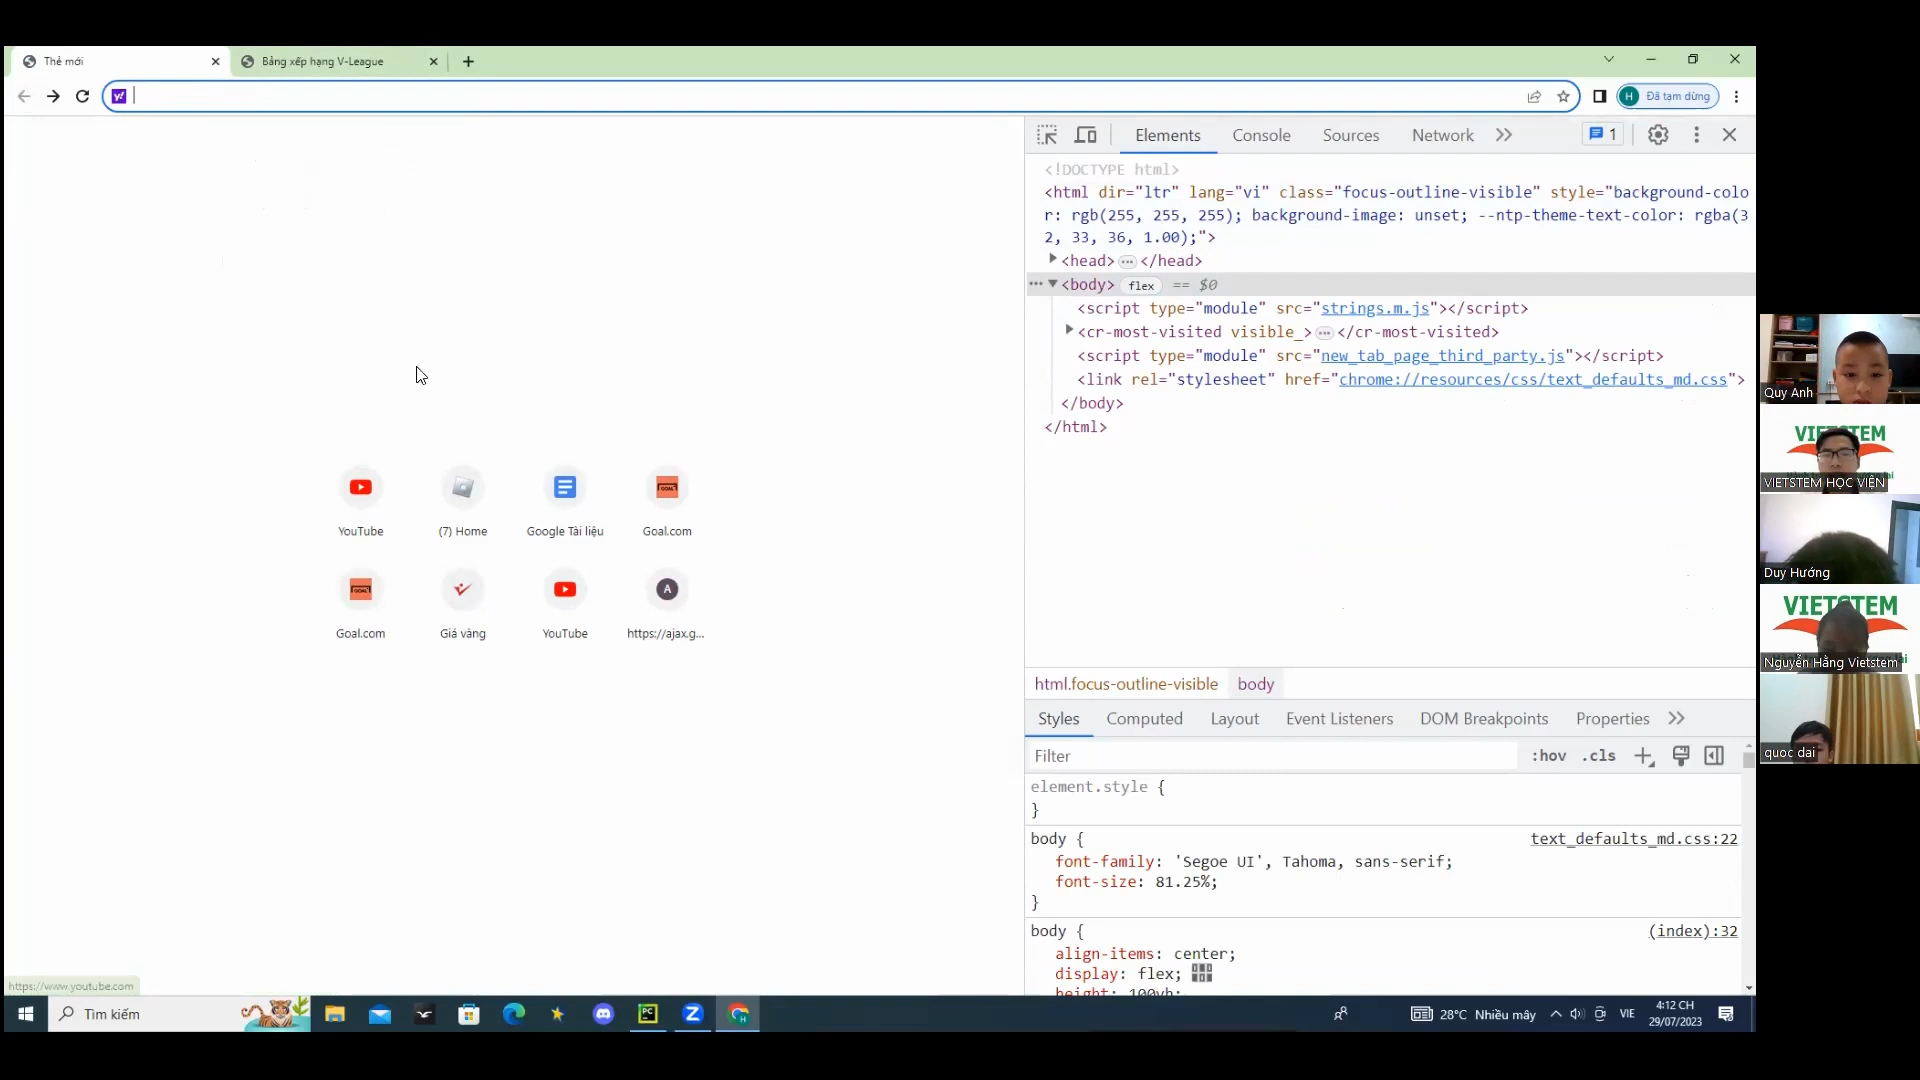 Thẻ mới
Bảng xếp hạng V-League
y!
H
Đã tạm dừng
YouTube
(7) Home
Google Tài liệu
Goal.com
Goal.com
Giá vàng
YouTube
A
https://ajax.g...
https://www.youtube.com
Elements
Console
Sources
Network
1
<!DOCTYPE html>
<html dir="ltr" lang="vi" class="focus-outline-visible" style="background-colo
r: rgb(255, 255, 255); background-image: unset; --ntp-theme-text-color: rgba(3
2, 33, 36, 1.00);">
<head> … </head>
<body> flex == $0
<script type="module" src="strings.m.js"></script>
<cr-most-visited visible_> … </cr-most-visited>
<script type="module" src="new_tab_page_third_party.js"></script>
<link rel="stylesheet" href="chrome://resources/css/text_defaults_md.css">
</body>
</html>
html.focus-outline-visible body
Styles
Computed
Layout
Event Listeners
DOM Breakpoints
Properties
Filter
:hov .cls
element.style {
}
body { text_defaults_md.css:22
font-family: 'Segoe UI', Tahoma, sans-serif;
font-size: 81.25%;
}
body { (index):32
align-items: center;
display: flex;
height: 100vh;
Quy Anh
VIETSTEM
VIETSTEM HỌC VIỆN
Duy Hướng
VIETSTEM
Nguyễn Hằng Vietstem
quoc dai
Tìm kiếm
28°C Nhiều mây
VIE
4:12 CH
29/07/2023